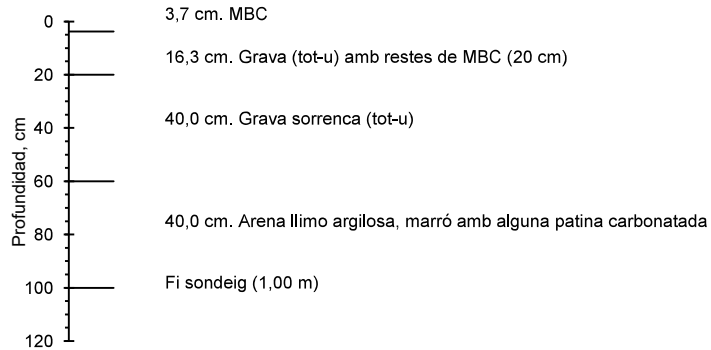 0
3,7 cm. MBC
16,3 cm. Grava (tot-u) amb restes de MBC (20 cm)
20
40,0 cm. Grava sorrenca (tot-u)
40
Profundidad, cm
60
40,0 cm. Arena llimo argilosa, marró amb alguna patina carbonatada
80
Fi sondeig (1,00 m)
100
120